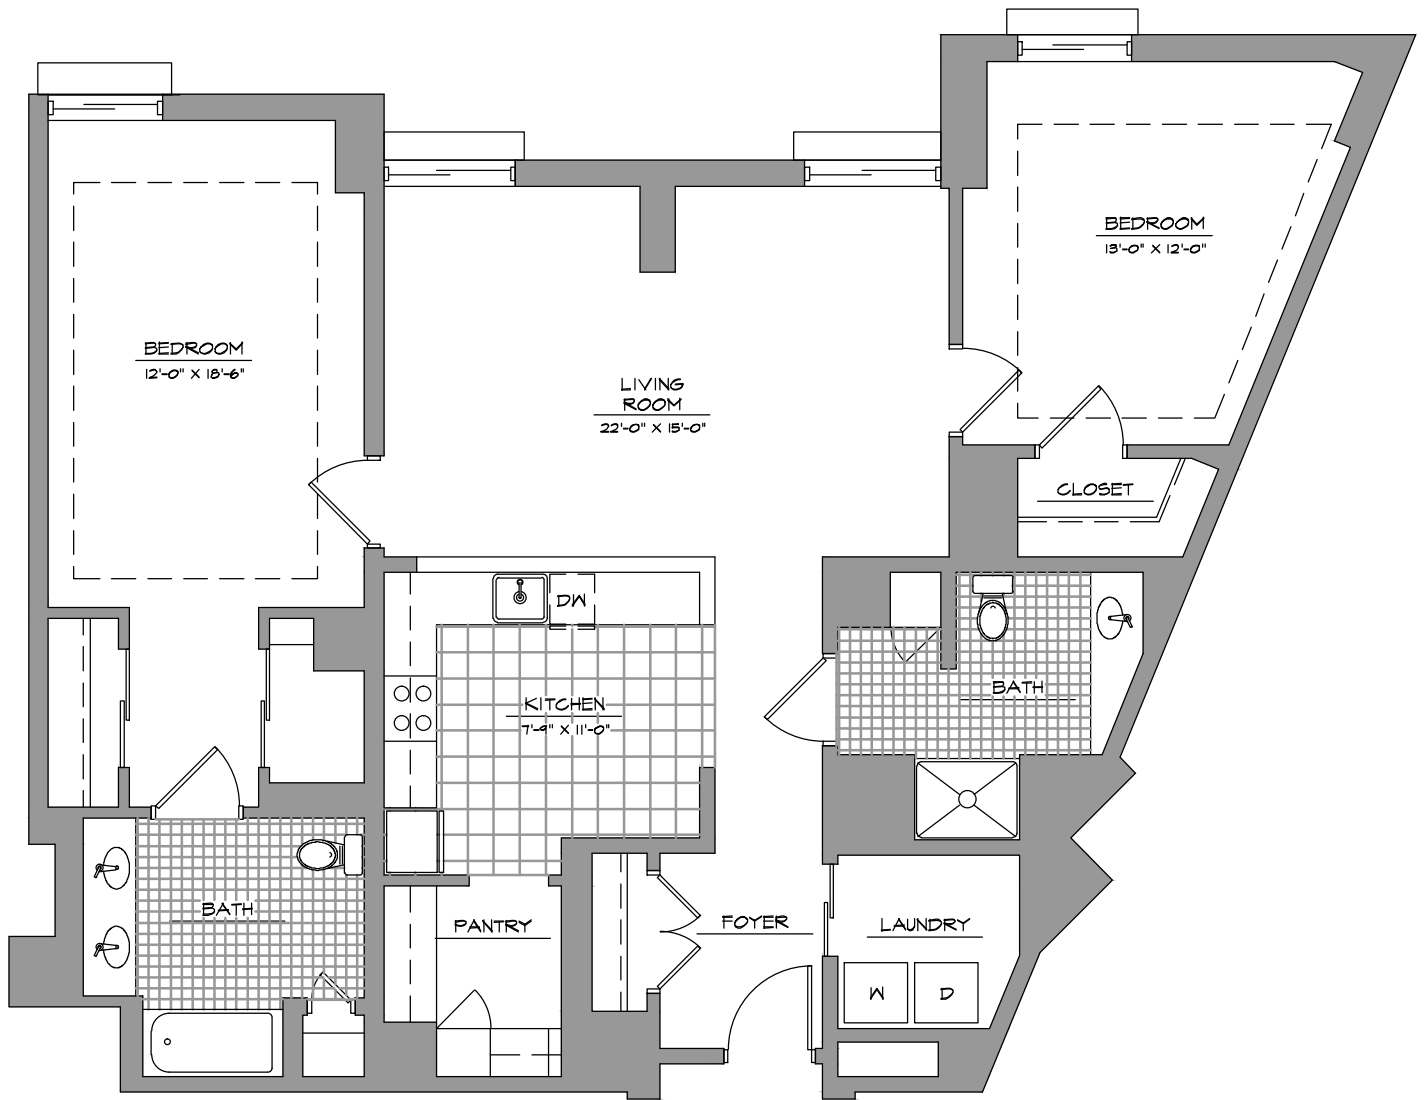 BEDROOM
13'-0" X 12'-0"
BEDROOM
12'-0" X 18'-6"
LIVING
ROOM
22'-0" X 15'-0"
CLOSET
DW
BATH
KITCHEN
7'-9" X 11'-0"
BATH
PANTRY
FOYER
LAUNDRY
W
D